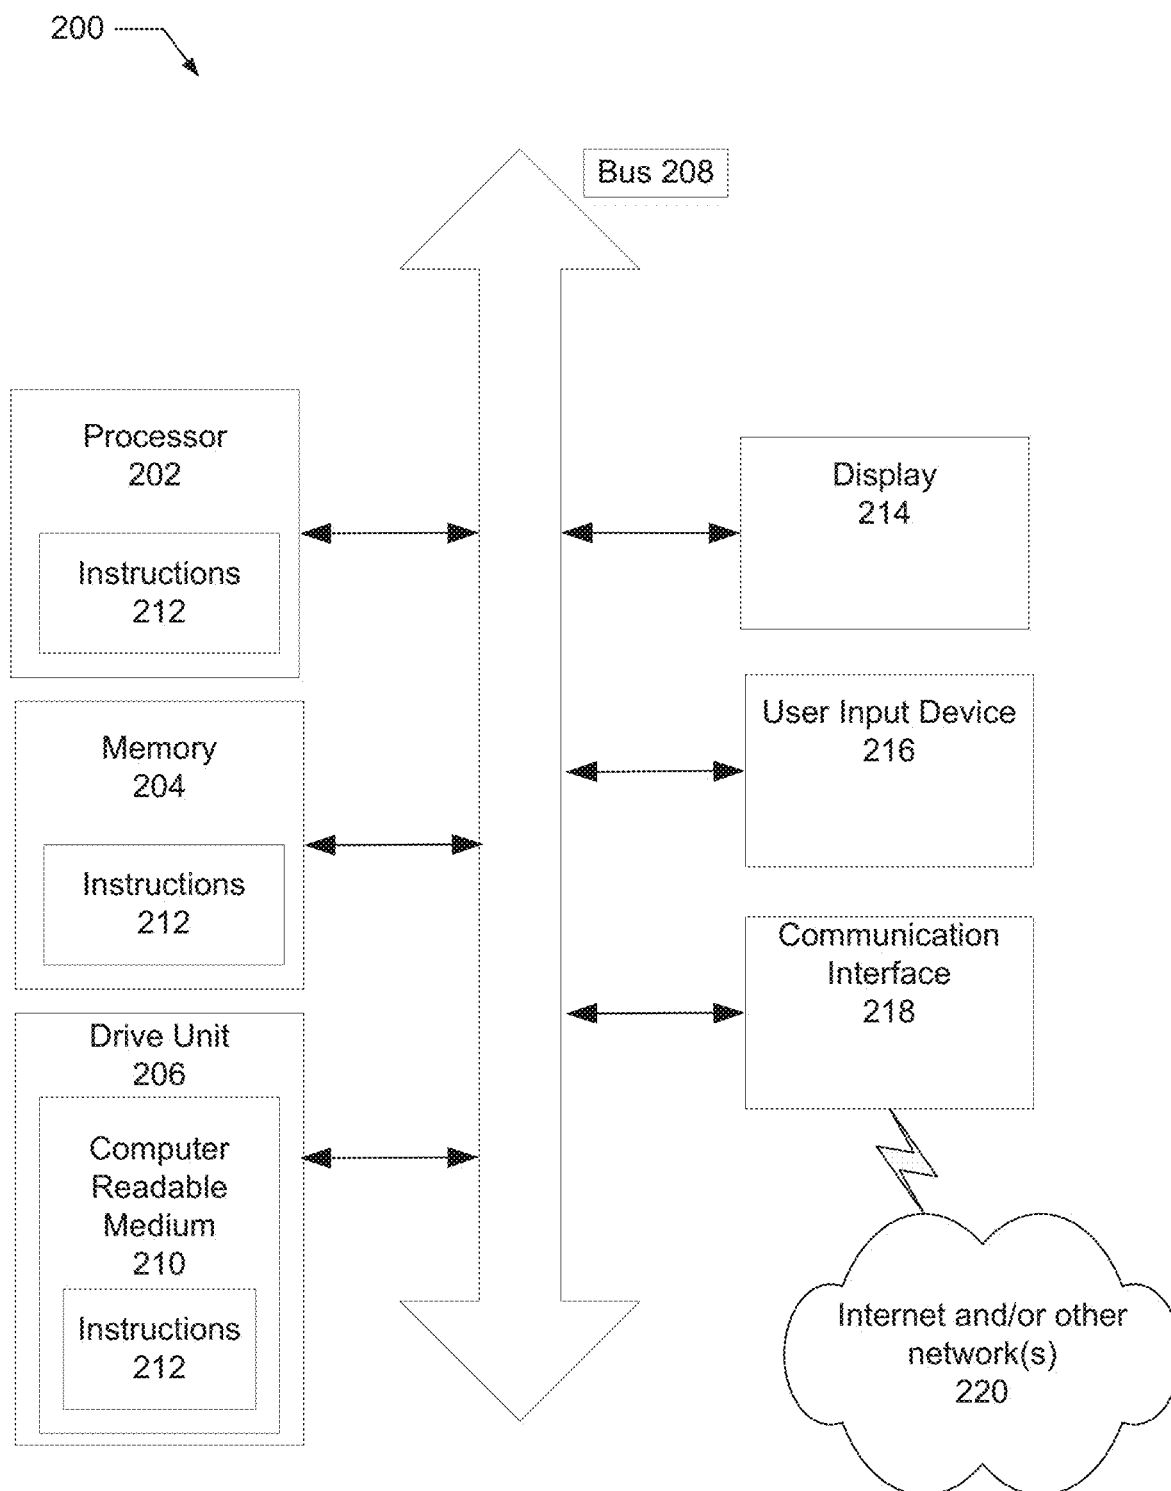 200
Bus 208
Processor
202
Instructions
212
Memory
204
Instructions
212
Drive Unit
206
Computer
Readable
Medium
210
Instructions
212
Display
214
User Input Device
216
Communication
Interface
218
Internet and/or other
network(s)
220